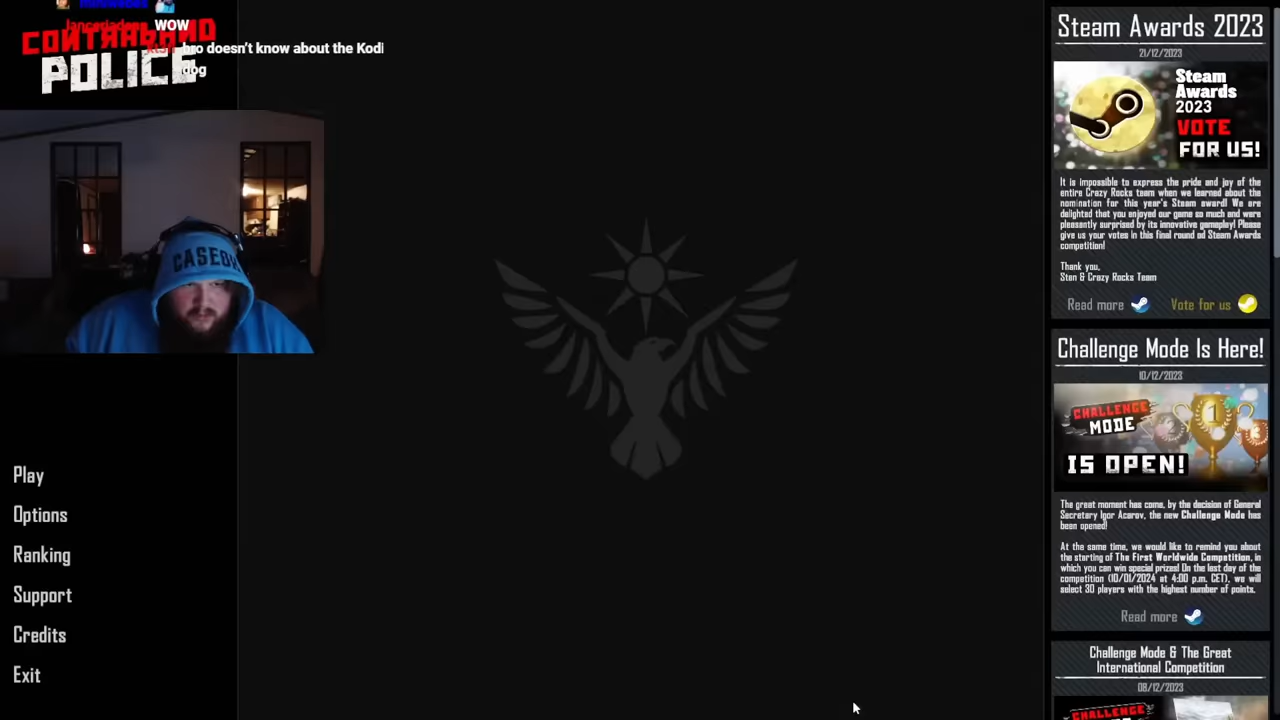 WOW
bro doesn't know about the Kodi
dog
CONTRABAND
POLICE
CASEOH
Play
Options
Ranking
Support
Credits
Exit
Steam Awards 2023
21/12/2023
Steam
Awards
2023
VOTE
FOR US!
It is impossible to express the pride and joy of the
entire Crazy Rocks team when we learned about the
nomination for this year's Steam award! We are
delighted that you enjoyed our game so much and were
pleasantly surprised by its innovative gameplay! Please
give us your votes in this final round od Steam Awards
competition!
Thank you,
Sten & Crazy Rocks Team
Read more
Vote for us
Challenge Mode Is Here!
10/12/2023
CHALLENGE
MODE
1
IS OPEN!
The great moment has come, by the decision of General
Secretary Igor Acarov, the new Challenge Mode has
been opened!
At the same time, we would like to remind you about
the starting of The First Worldwide Competition, in
which you can win special prizes! On the last day of the
competition (10/01/2024 at 4:00 p.m. CET), we will
select 30 players with the highest number of points.
Read more
Challenge Mode & The Great
International Competition
08/12/2023
CHALLENGE